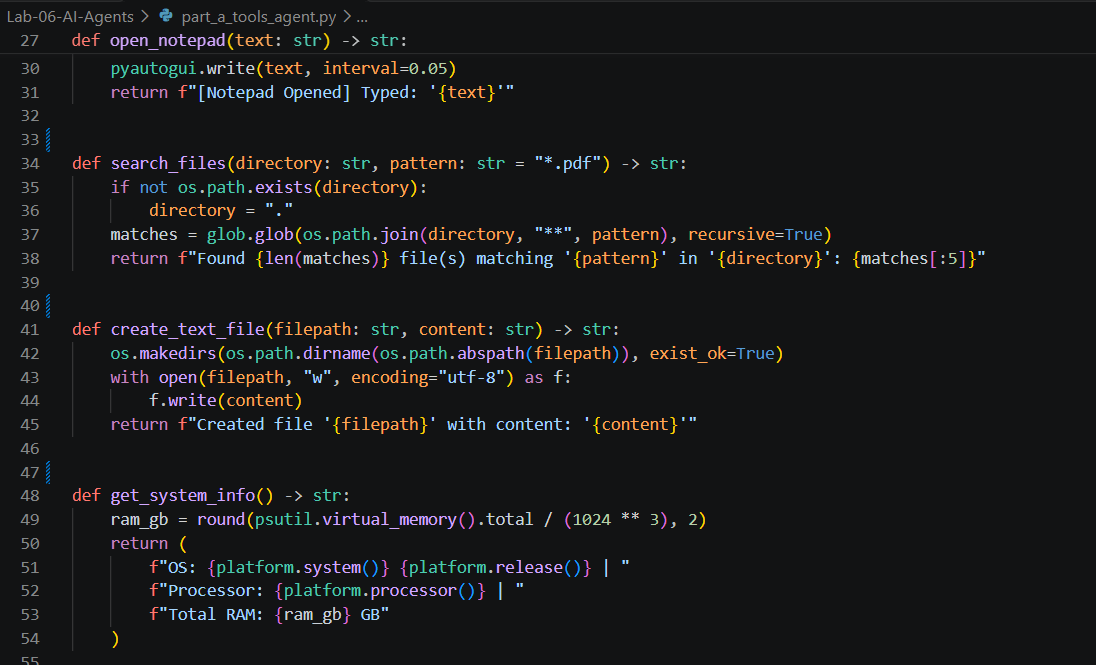 Lab-06-AI-Agents > part_a_tools_agent.py > ...
27 def open_notepad(text: str) -> str:
30     pyautogui.write(text, interval=0.05)
31     return f"[Notepad Opened] Typed: '{text}'"
32
33
34 def search_files(directory: str, pattern: str = "*.pdf") -> str:
35     if not os.path.exists(directory):
36         directory = "."
37     matches = glob.glob(os.path.join(directory, "**", pattern), recursive=True)
38     return f"Found {len(matches)} file(s) matching '{pattern}' in '{directory}': {matches[:5]}"
39
40
41 def create_text_file(filepath: str, content: str) -> str:
42     os.makedirs(os.path.dirname(os.path.abspath(filepath)), exist_ok=True)
43     with open(filepath, "w", encoding="utf-8") as f:
44         f.write(content)
45     return f"Created file '{filepath}' with content: '{content}'"
46
47
48 def get_system_info() -> str:
49     ram_gb = round(psutil.virtual_memory().total / (1024 ** 3), 2)
50     return (
51         f"OS: {platform.system()} {platform.release()} | "
52         f"Processor: {platform.processor()} | "
53         f"Total RAM: {ram_gb} GB"
54     )
55